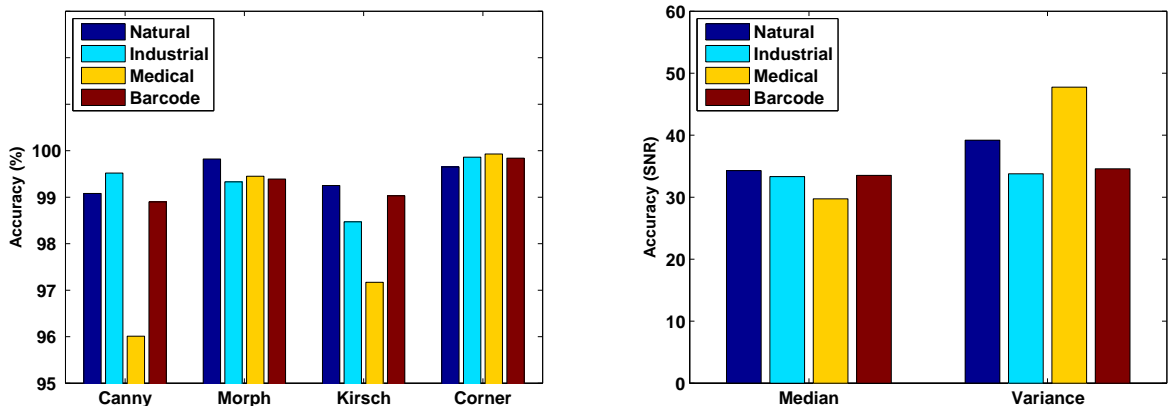 Natural
Industrial
Medical
Barcode
Accuracy (%)
100
99
98
97
96
95
Canny Morph Kirsch Corner
Natural
Industrial
Medical
Barcode
Accuracy (SNR)
60
50
40
30
20
10
0
Median Variance